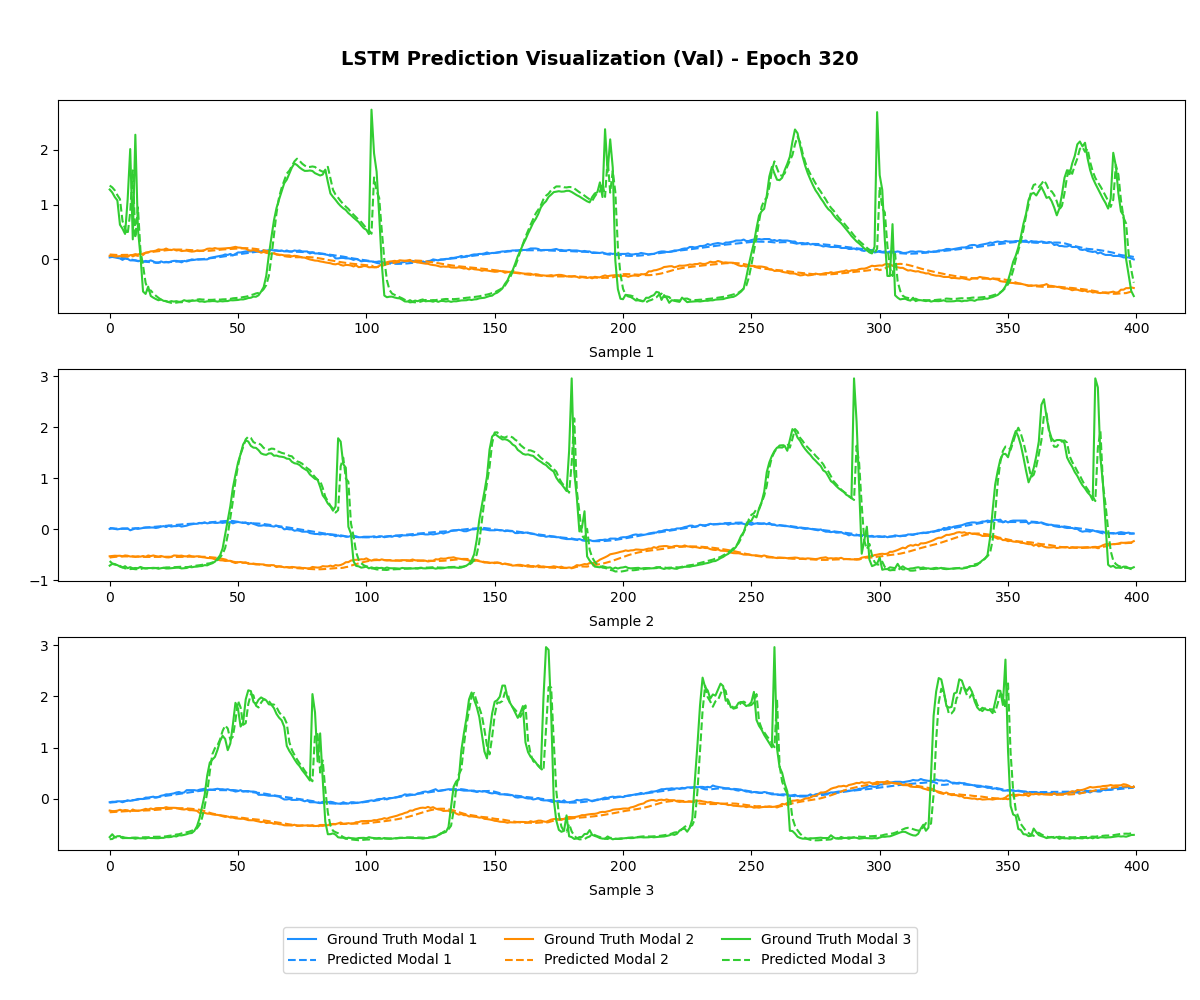 LSTM Prediction Visualization (Val) - Epoch 320
2
1
0
0 50 100 150 200 250 300 350 400
Sample 1
3
2
1
0
−1
0 50 100 150 200 250 300 350 400
Sample 2
3
2
1
0
0 50 100 150 200 250 300 350 400
Sample 3
Ground Truth Modal 1 Ground Truth Modal 2 Ground Truth Modal 3
Predicted Modal 1 Predicted Modal 2 Predicted Modal 3